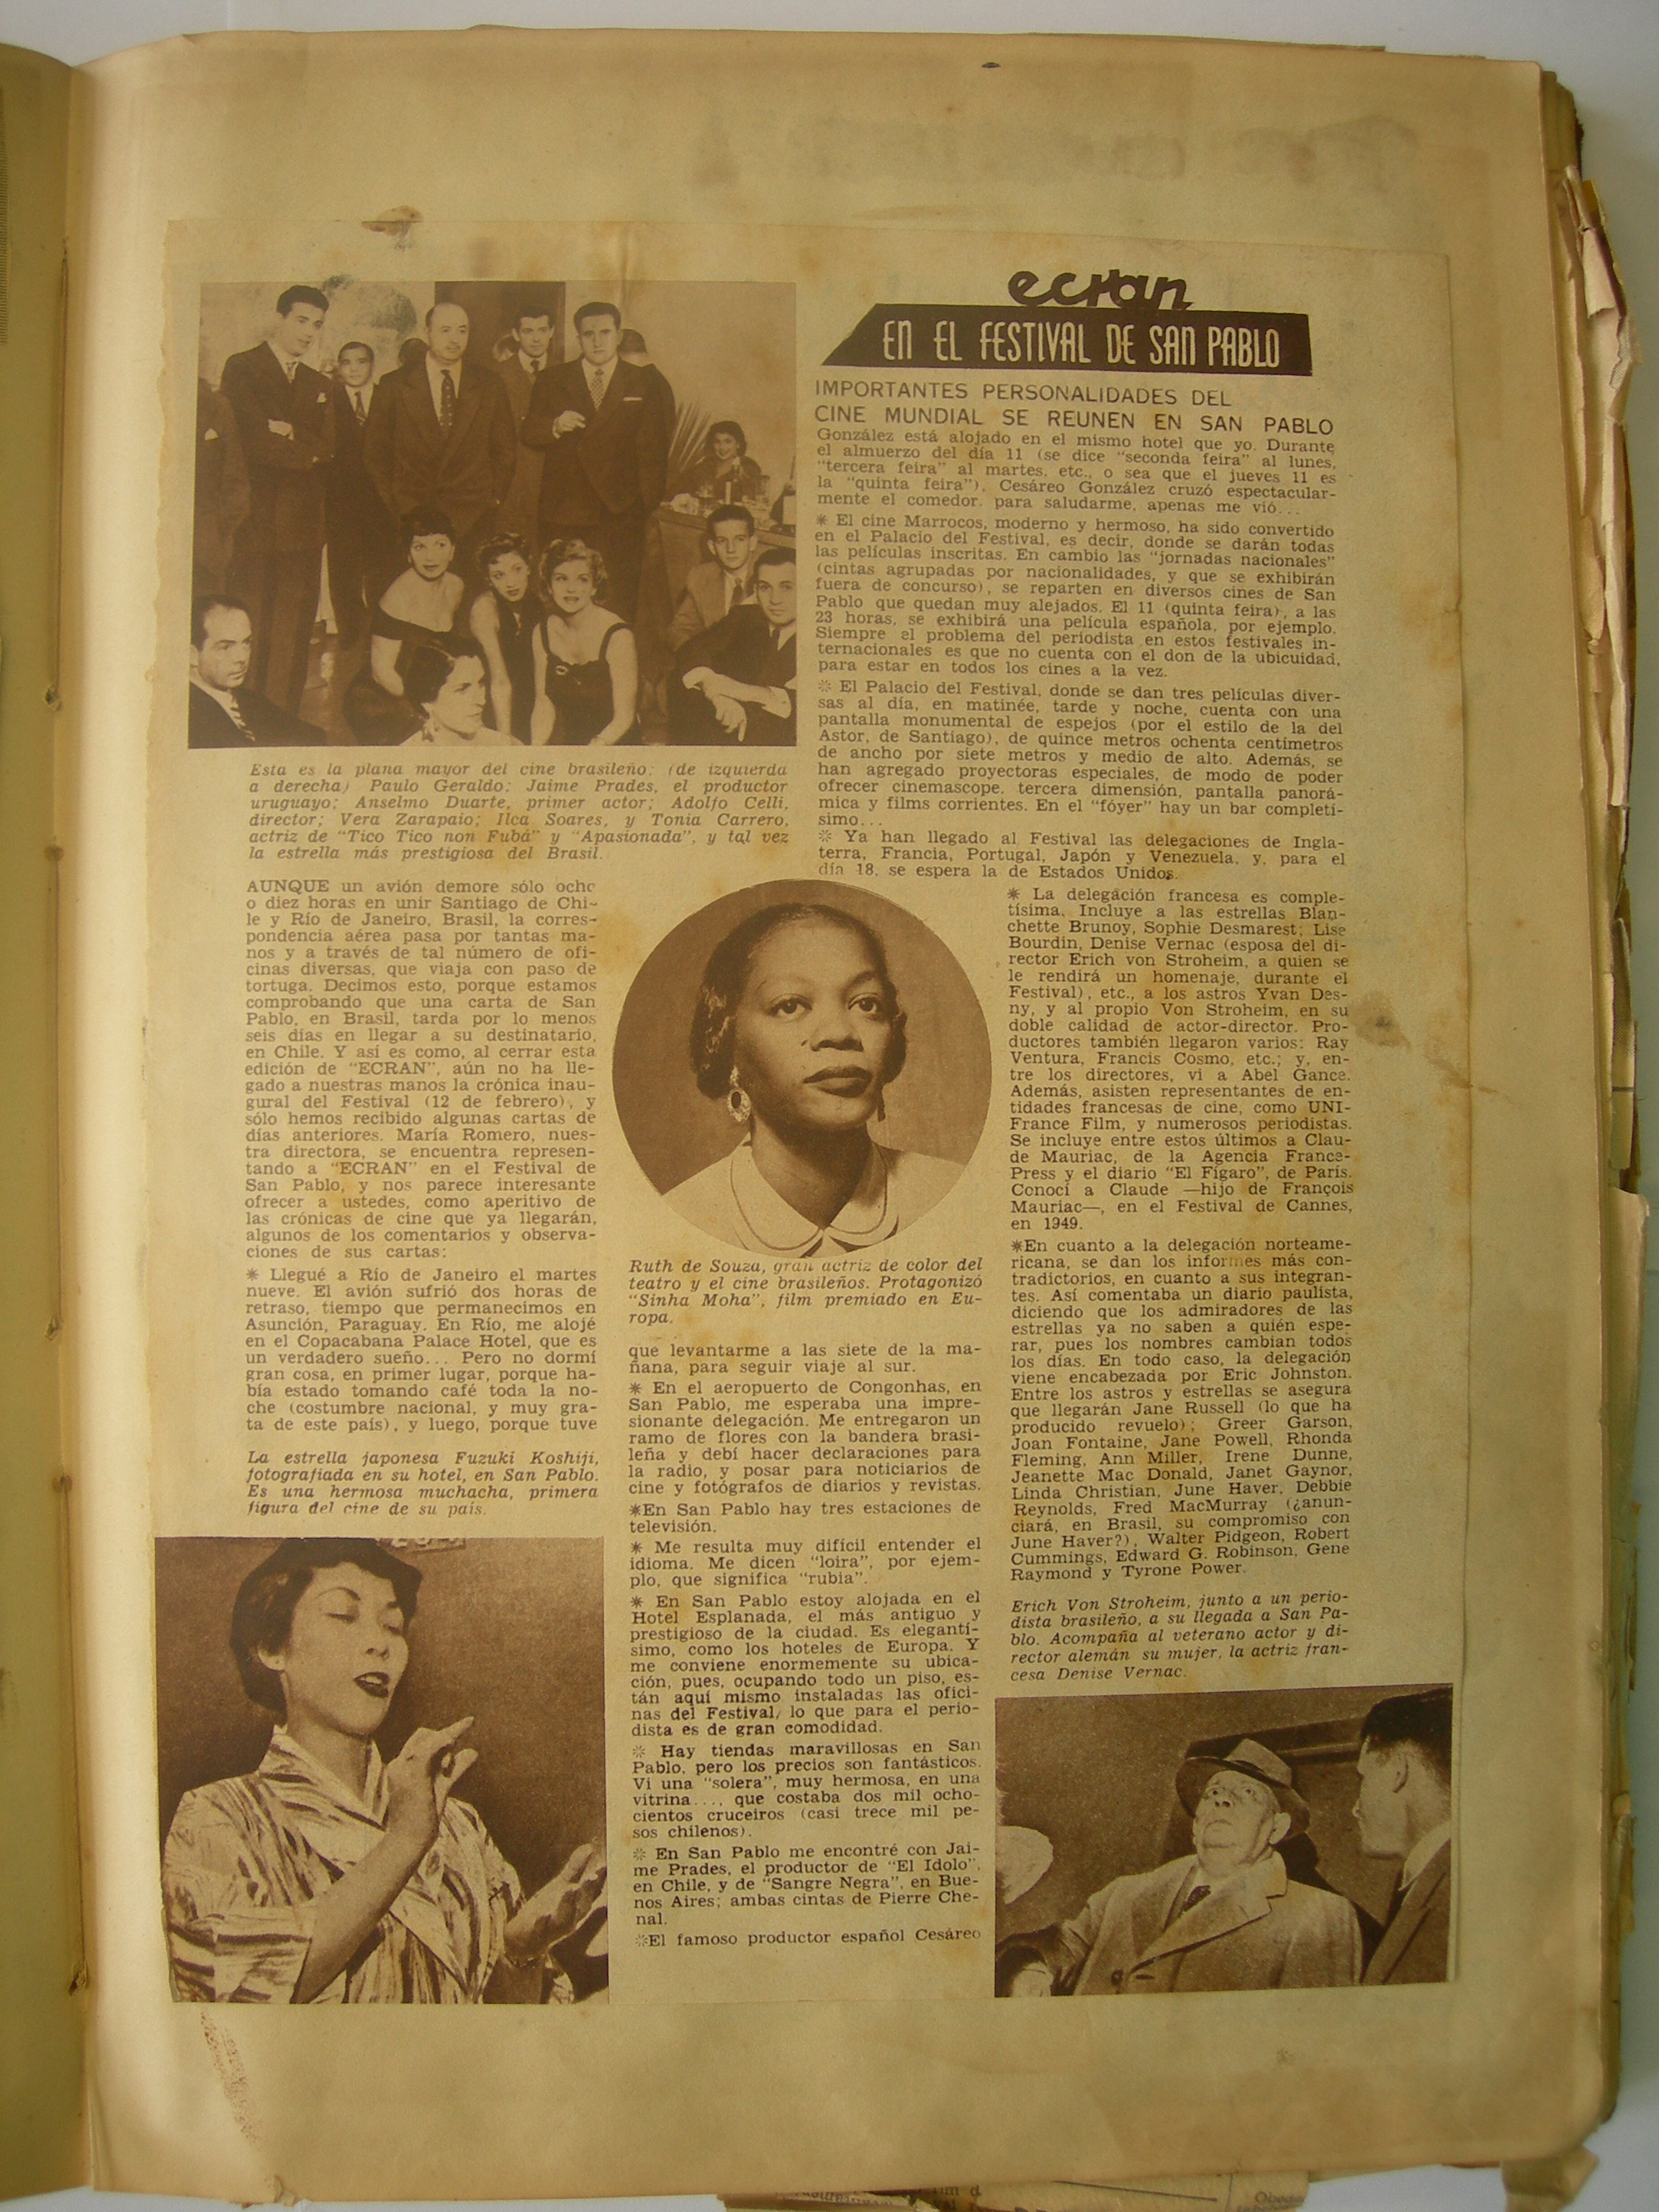 ecran
EN EL FESTIVAL DE SAN PABLO
IMPORTANTES PERSONALIDADES DEL
CINE MUNDIAL SE REUNEN EN SAN PABLO
Esta es la plana mayor del cine brasileño: (de izquierda
a derecha) Paulo Geraldo; Jaime Prades, el productor
uruguayo; Anselmo Duarte, primer actor; Adolfo Celli,
director; Vera Zarapaio; Ilca Soares, y Tonia Carrero,
actriz de "Tico Tico non Fubá" y "Apasionada", y tal vez
la estrella más prestigiosa del Brasil.
AUNQUE un avión demore sólo ocho
o diez horas en unir Santiago de Chi-
le y Río de Janeiro, Brasil, la corres-
pondencia aérea pasa por tantas ma-
nos y a través de tal número de ofi-
cinas diversas, que viaja con paso de
tortuga. Decimos esto, porque estamos
comprobando que una carta de San
Pablo, en Brasil, tarda por lo menos
seis días en llegar a su destinatario,
en Chile. Y así es como, al cerrar esta
edición de "ECRAN", aún no ha lle-
gado a nuestras manos la crónica inau-
gural del Festival (12 de febrero), y
sólo hemos recibido algunas cartas de
días anteriores. María Romero, nues-
tra directora, se encuentra represen-
tando a "ECRAN" en el Festival de
San Pablo, y nos parece interesante
ofrecer a ustedes, como aperitivo de
las crónicas de cine que ya llegarán,
algunos de los comentarios y observa-
ciones de sus cartas:
* Llegué a Río de Janeiro el martes
nueve. El avión sufrió dos horas de
retraso, tiempo que permanecimos en
Asunción, Paraguay. En Río, me alojé
en el Copacabana Palace Hotel, que es
un verdadero sueño... Pero no dormí
gran cosa, en primer lugar, porque ha-
bía estado tomando café toda la no-
che (costumbre nacional, y muy gra-
ta de este país), y luego, porque tuve
La estrella japonesa Fuzuki Koshiji,
fotografiada en su hotel, en San Pablo.
Es una hermosa muchacha, primera
figura del cine de su país.
Ruth de Souza, gran actriz de color del
teatro y el cine brasileños. Protagonizó
"Sinha Moha", film premiado en Eu-
ropa.
que levantarme a las siete de la ma-
ñana, para seguir viaje al sur.
* En el aeropuerto de Congonhas, en
San Pablo, me esperaba una impre-
sionante delegación. Me entregaron un
ramo de flores con la bandera brasi-
leña y debí hacer declaraciones para
la radio, y posar para noticiarios de
cine y fotógrafos de diarios y revistas.
*En San Pablo hay tres estaciones de
televisión.
* Me resulta muy difícil entender el
idioma. Me dicen "loira", por ejem-
plo, que significa "rubia".
* En San Pablo estoy alojada en el
Hotel Esplanada, el más antiguo y
prestigioso de la ciudad. Es elegantí-
simo, como los hoteles de Europa. Y
me conviene enormemente su ubica-
ción, pues, ocupando todo un piso, es-
tán aquí mismo instaladas las ofici-
nas del Festival, lo que para el perio-
dista es de gran comodidad.
* Hay tiendas maravillosas en San
Pablo, pero los precios son fantásticos.
Vi una "solera", muy hermosa, en una
vitrina..., que costaba dos mil ocho-
cientos cruceiros (casi trece mil pe-
sos chilenos).
* En San Pablo me encontré con Jai-
me Prades, el productor de "El Idolo",
en Chile, y de "Sangre Negra", en Bue-
nos Aires; ambas cintas de Pierre Che-
nal.
*El famoso productor español Cesáreo
González está alojado en el mismo hotel que yo. Durante
el almuerzo del día 11 (se dice "seconda feira" al lunes,
"tercera feira" al martes, etc., o sea que el jueves 11 es
la "quinta feira"), Cesáreo González cruzó espectacular-
mente el comedor, para saludarme, apenas me vió...
* El cine Marrocos, moderno y hermoso, ha sido convertido
en el Palacio del Festival, es decir, donde se darán todas
las películas inscritas. En cambio las "jornadas nacionales"
(cintas agrupadas por nacionalidades, y que se exhibirán
fuera de concurso), se reparten en diversos cines de San
Pablo que quedan muy alejados. El 11 (quinta feira), a las
23 horas, se exhibirá una película española, por ejemplo.
Siempre el problema del periodista en estos festivales in-
ternacionales es que no cuenta con el don de la ubicuidad,
para estar en todos los cines a la vez.
* El Palacio del Festival, donde se dan tres películas diver-
sas al día, en matinée, tarde y noche, cuenta con una
pantalla monumental de espejos (por el estilo de la del
Astor, de Santiago), de quince metros ochenta centímetros
de ancho por siete metros y medio de alto. Además, se
han agregado proyectoras especiales, de modo de poder
ofrecer cinemascope, tercera dimensión, pantalla panorá-
mica y films corrientes. En el "fóyer" hay un bar completí-
simo...
* Ya han llegado al Festival las delegaciones de Ingla-
terra, Francia, Portugal, Japón y Venezuela, y, para el
día 18, se espera la de Estados Unidos.
* La delegación francesa es comple-
tísima. Incluye a las estrellas Blan-
chette Brunoy, Sophie Desmarest; Lise
Bourdin, Denise Vernac (esposa del di-
rector Erich von Stroheim, a quien se
le rendirá un homenaje, durante el
Festival), etc., a los astros Yvan Des-
ny, y al propio Von Stroheim, en su
doble calidad de actor-director. Pro-
ductores también llegaron varios: Ray
Ventura, Francis Cosmo, etc.; y, en-
tre los directores, vi a Abel Gance.
Además, asisten representantes de en-
tidades francesas de cine, como UNI-
France Film, y numerosos periodistas.
Se incluye entre estos últimos a Clau-
de Mauriac, de la Agencia France-
Press y el diario "El Fígaro", de París.
Conocí a Claude —hijo de François
Mauriac—, en el Festival de Cannes,
en 1949.
*En cuanto a la delegación norteame-
ricana, se dan los informes más con-
tradictorios, en cuanto a sus integran-
tes. Así comentaba un diario paulista,
diciendo que los admiradores de las
estrellas ya no saben a quién espe-
rar, pues los nombres cambian todos
los días. En todo caso, la delegación
viene encabezada por Eric Johnston.
Entre los astros y estrellas se asegura
que llegarán Jane Russell (lo que ha
producido revuelo); Greer Garson,
Joan Fontaine, Jane Powell, Rhonda
Fleming, Ann Miller, Irene Dunne,
Jeanette Mac Donald, Janet Gaynor,
Linda Christian, June Haver, Debbie
Reynolds, Fred MacMurray (¿anun-
ciará, en Brasil, su compromiso con
June Haver?), Walter Pidgeon, Robert
Cummings, Edward G. Robinson, Gene
Raymond y Tyrone Power.
Erich Von Stroheim, junto a un perio-
dista brasileño, a su llegada a San Pa-
blo. Acompaña al veterano actor y di-
rector alemán su mujer, la actriz fran-
cesa Denise Vernac.